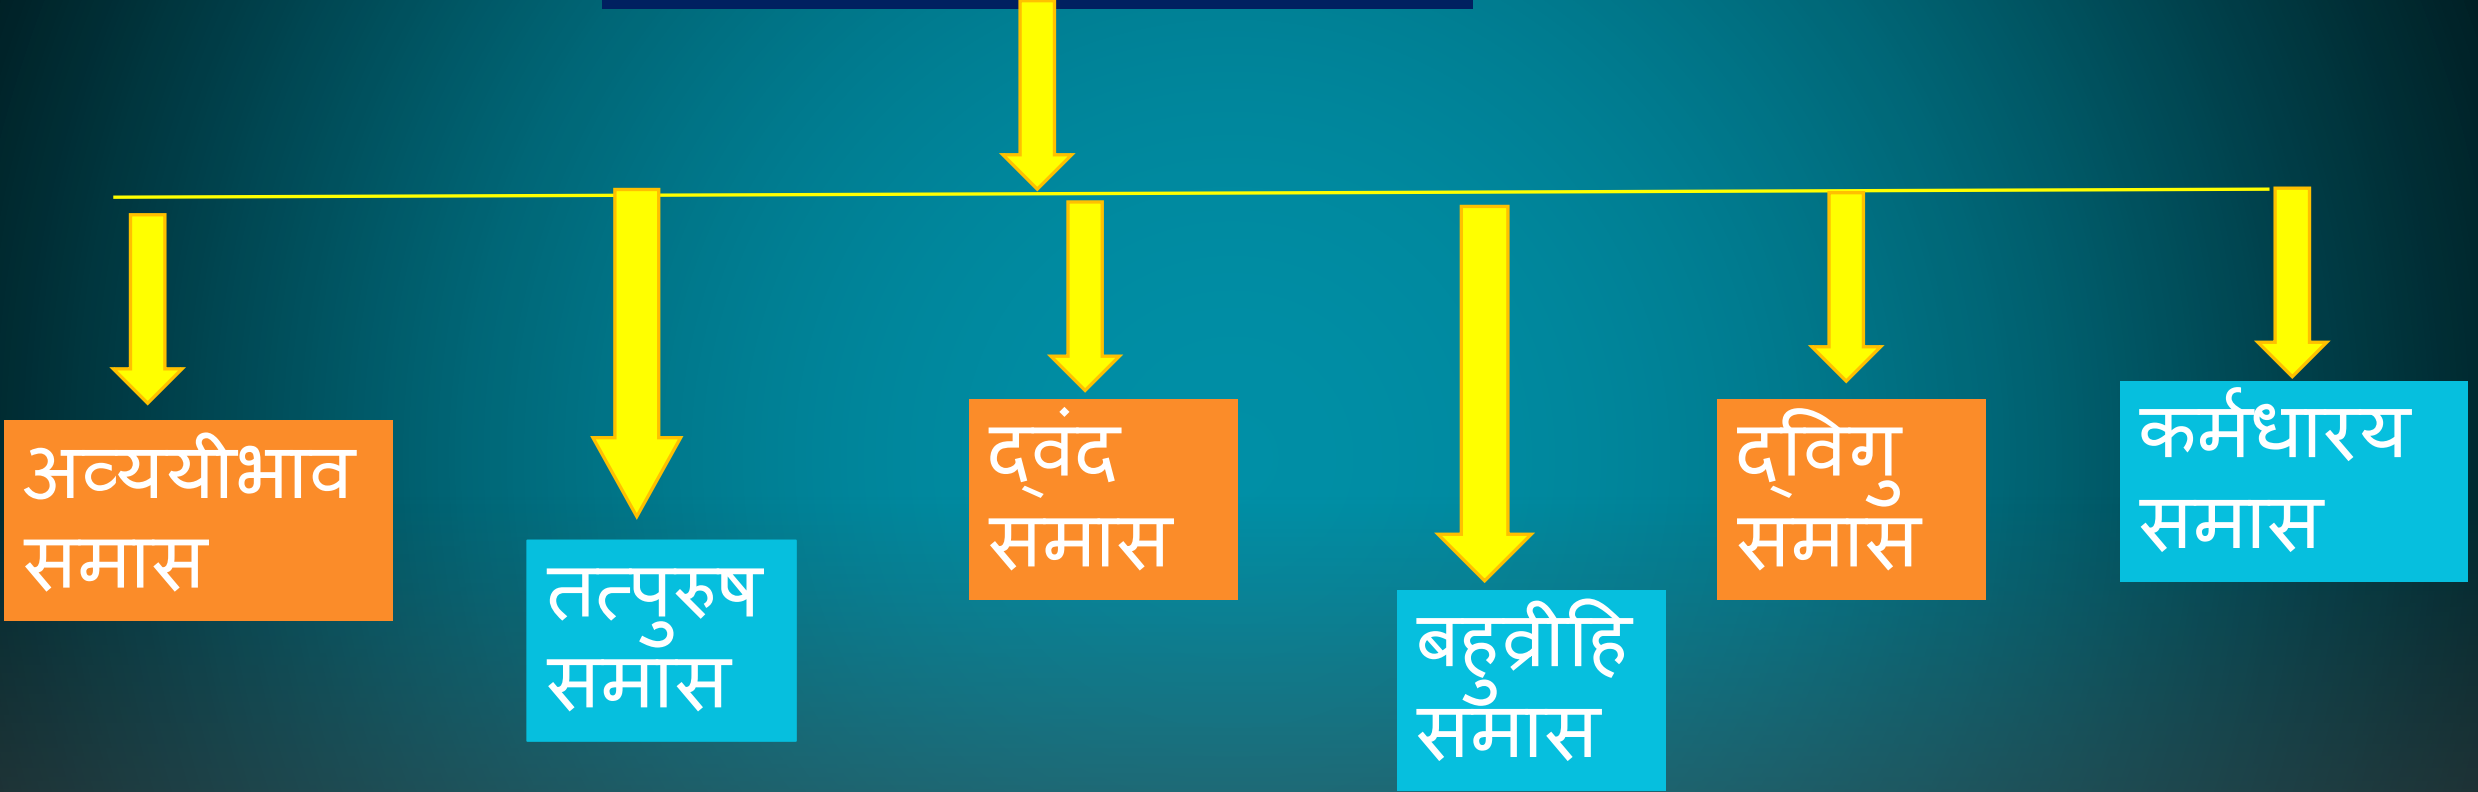 अव्ययीभाव
समास
तत्पुरुष
समास
द्वंद
समास
बहुव्रीहि
समास
द्विगु
समास
कर्मधारय
समास